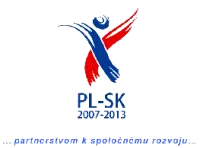 PL-SK
2007-2013
... partnerstvom k spoločnému rozvoju...